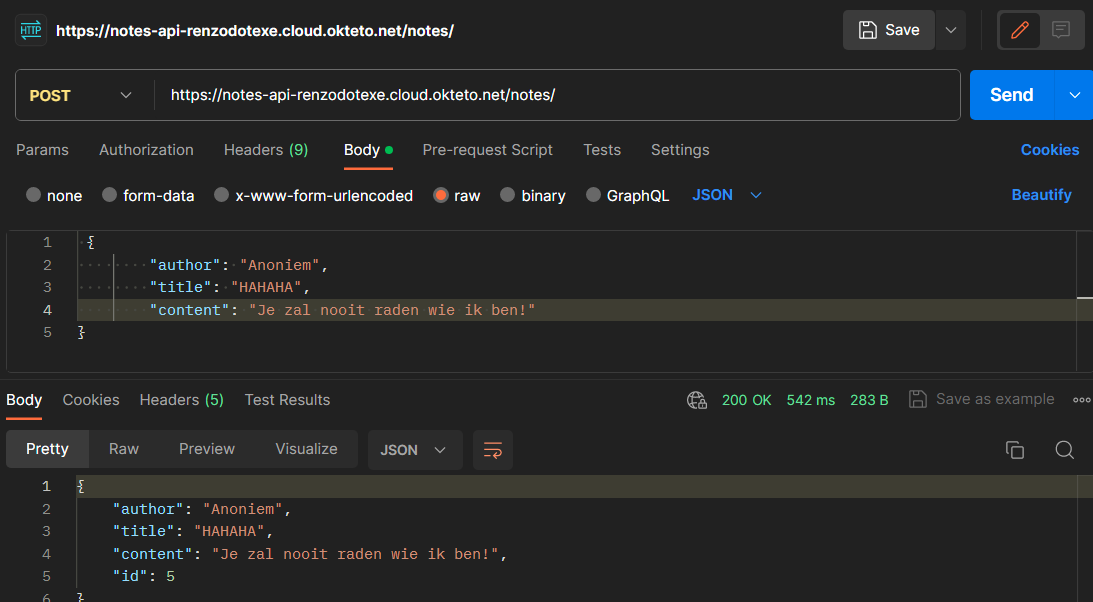 HTTP https://notes-api-renzodotexe.cloud.okteto.net/notes/ Save
POST https://notes-api-renzodotexe.cloud.okteto.net/notes/ Send
Params Authorization Headers (9) Body Pre-request Script Tests Settings Cookies
none form-data x-www-form-urlencoded raw binary GraphQL JSON Beautify
1 {
2 "author": "Anoniem",
3 "title": "HAHAHA",
4 "content": "Je zal nooit raden wie ik ben!"
5 }
Body Cookies Headers (5) Test Results 200 OK 542 ms 283 B Save as example
Pretty Raw Preview Visualize JSON
1 {
2 "author": "Anoniem",
3 "title": "HAHAHA",
4 "content": "Je zal nooit raden wie ik ben!",
5 "id": 5
6 }